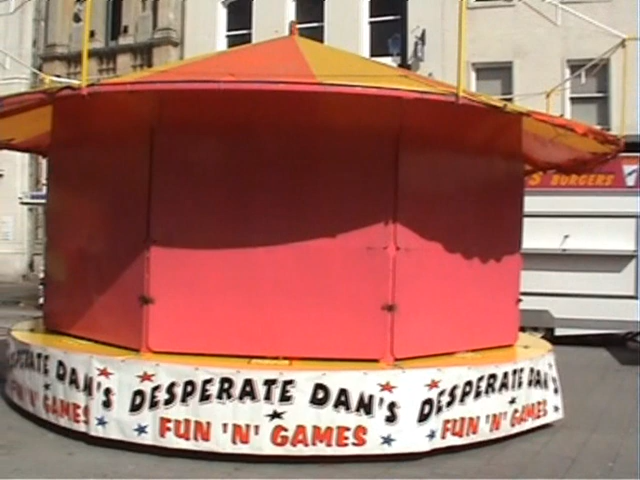 S BURGERS
DESPERATE DAN'S
FUN 'N' GAMES
DESPERATE DAN'S
FUN 'N' GAMES
DESPERATE DAN'S
FUN 'N' GAMES